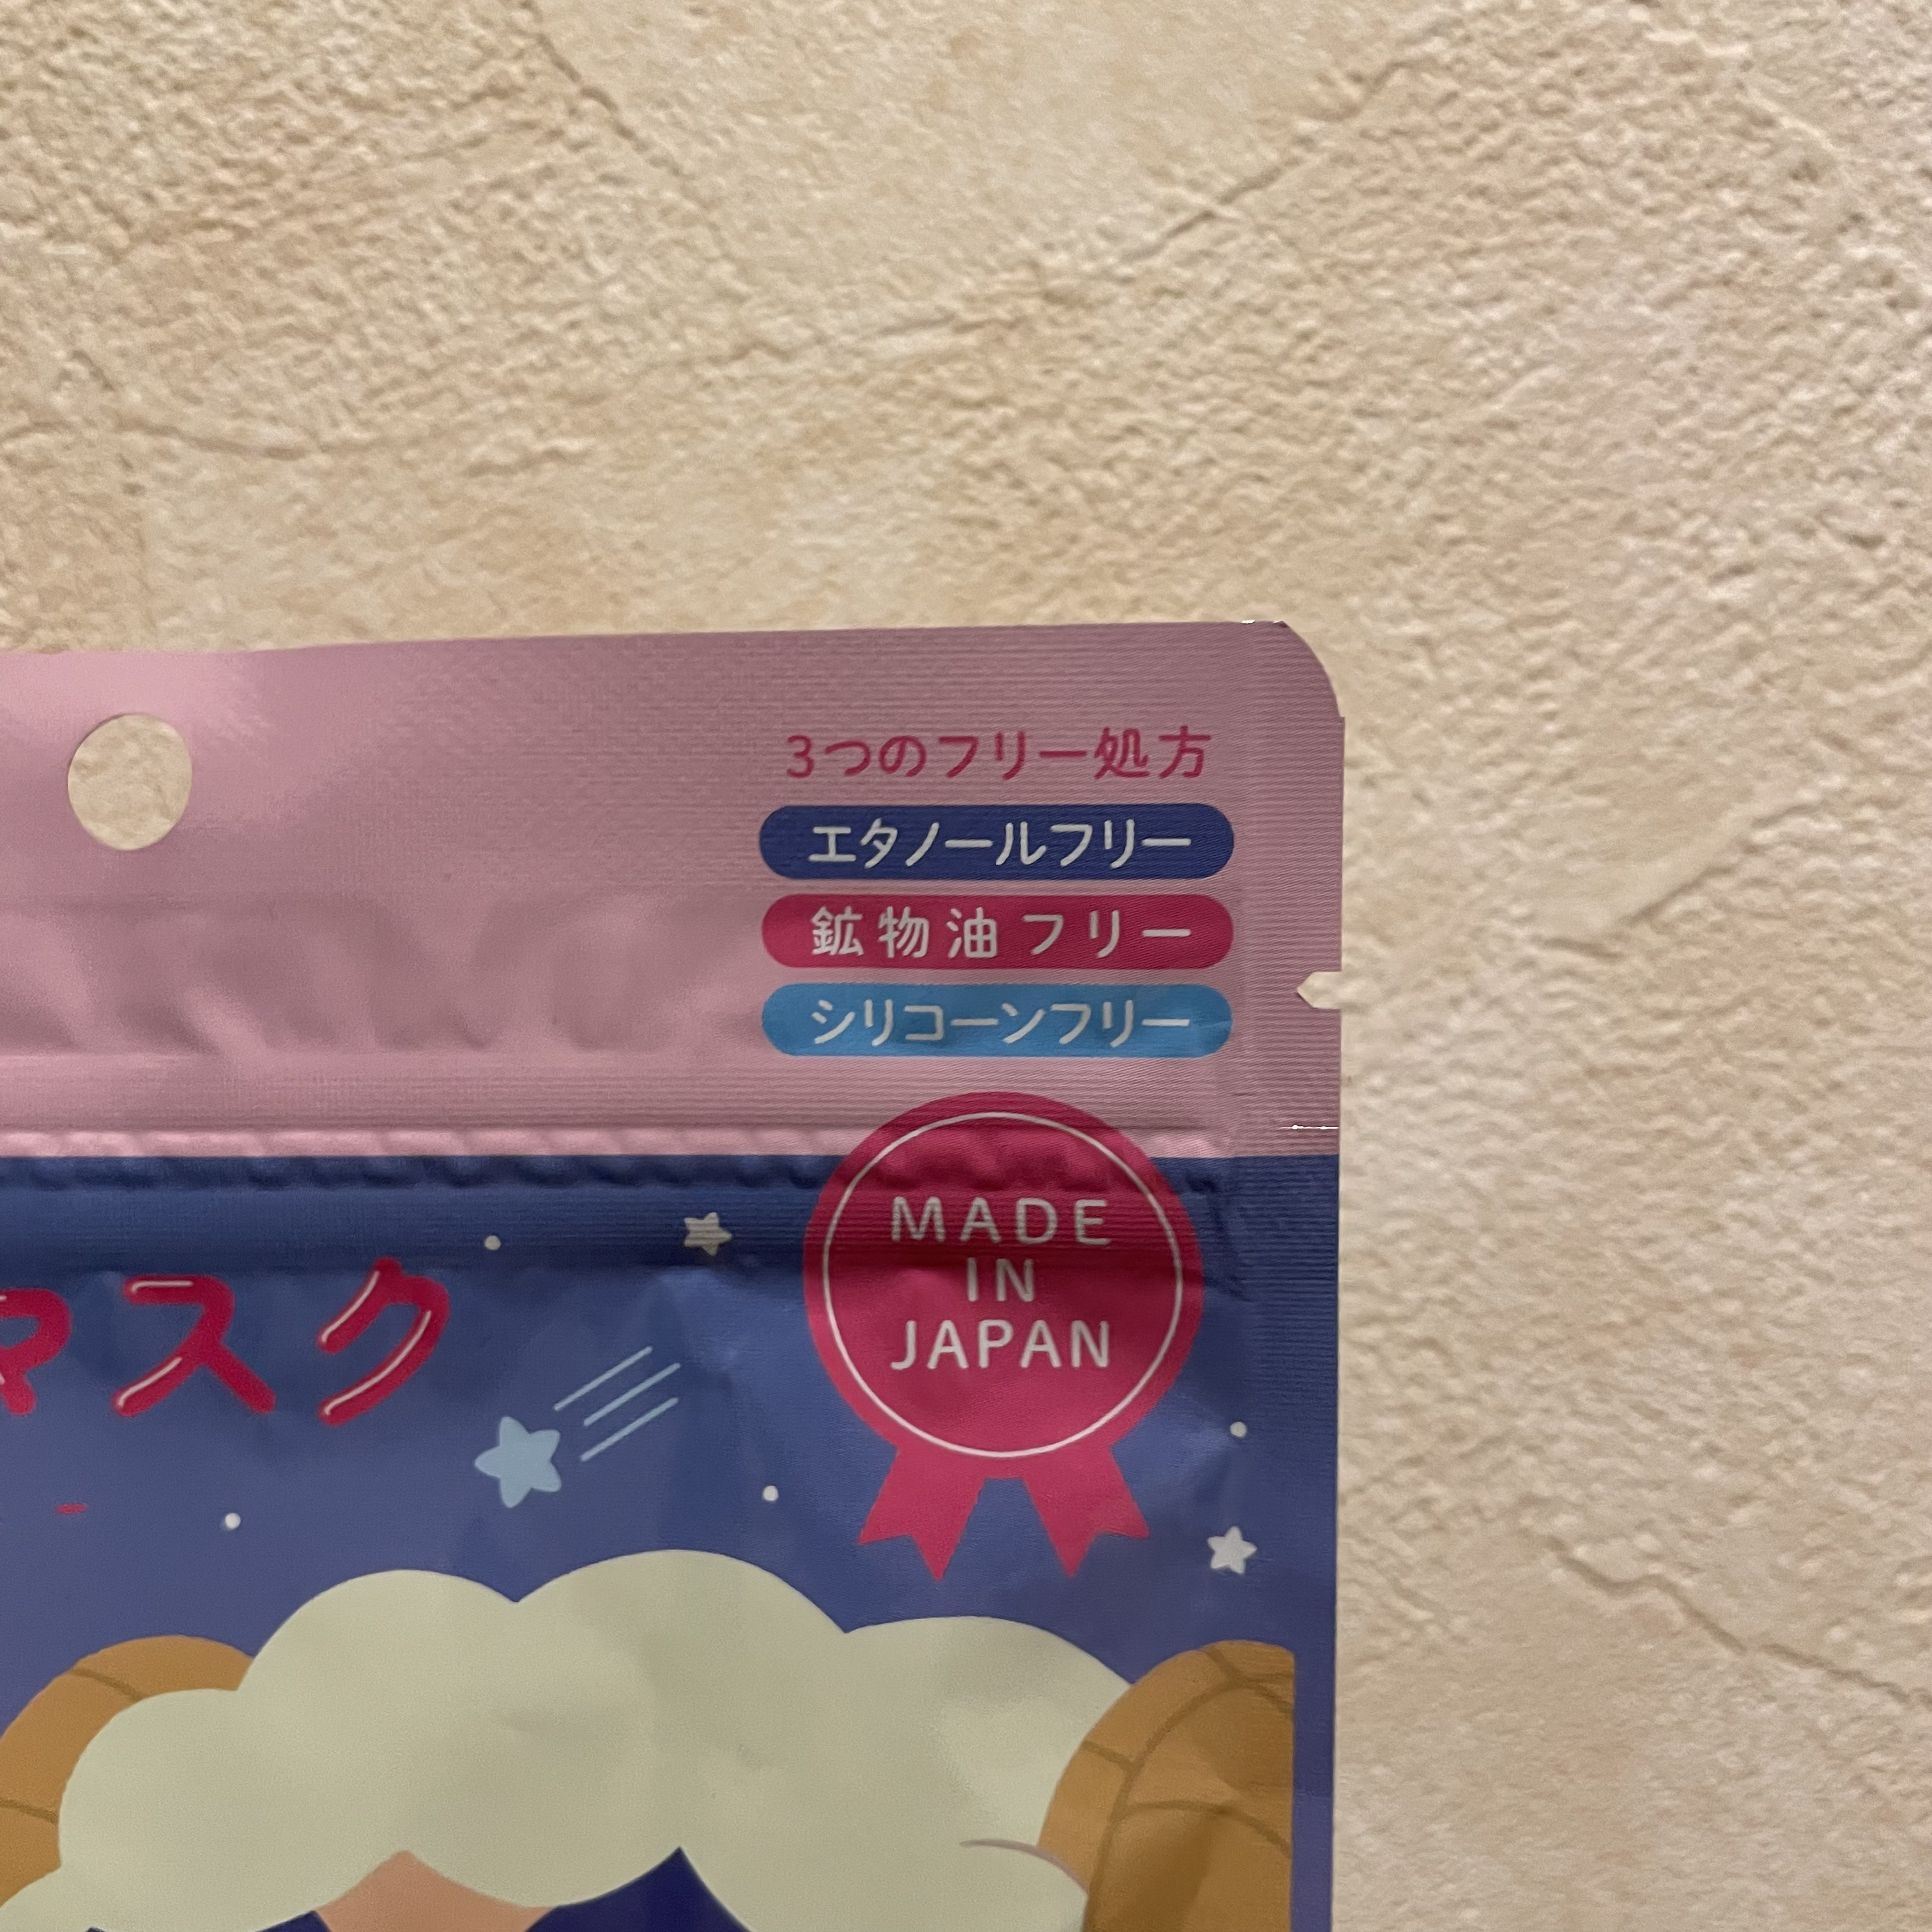 3つのフリー処方
エタノールフリー
鉱物油フリー
シリコーンフリー
MADE
IN
JAPAN
マスク